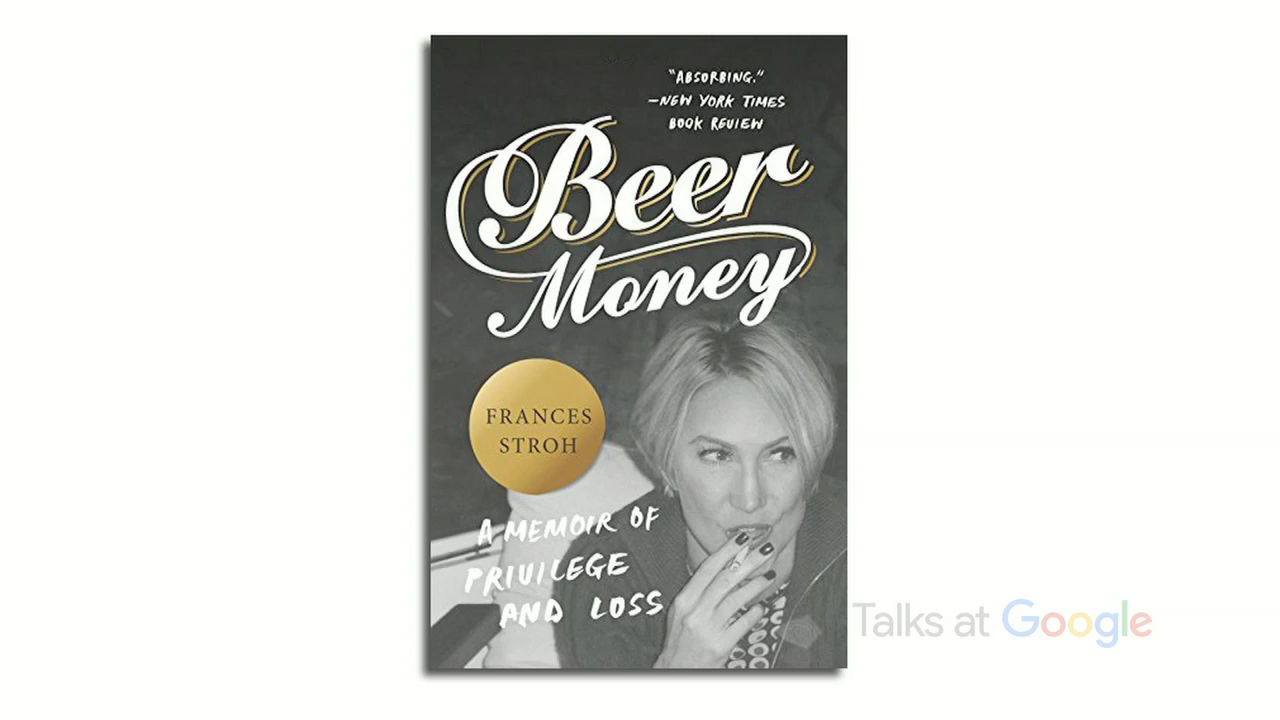 "ABSORBING."
—NEW YORK TIMES
BOOK REVIEW
Beer
Money
FRANCES
STROH
A MEMOIR OF
PRIVILEGE
AND LOSS
Talks at Google